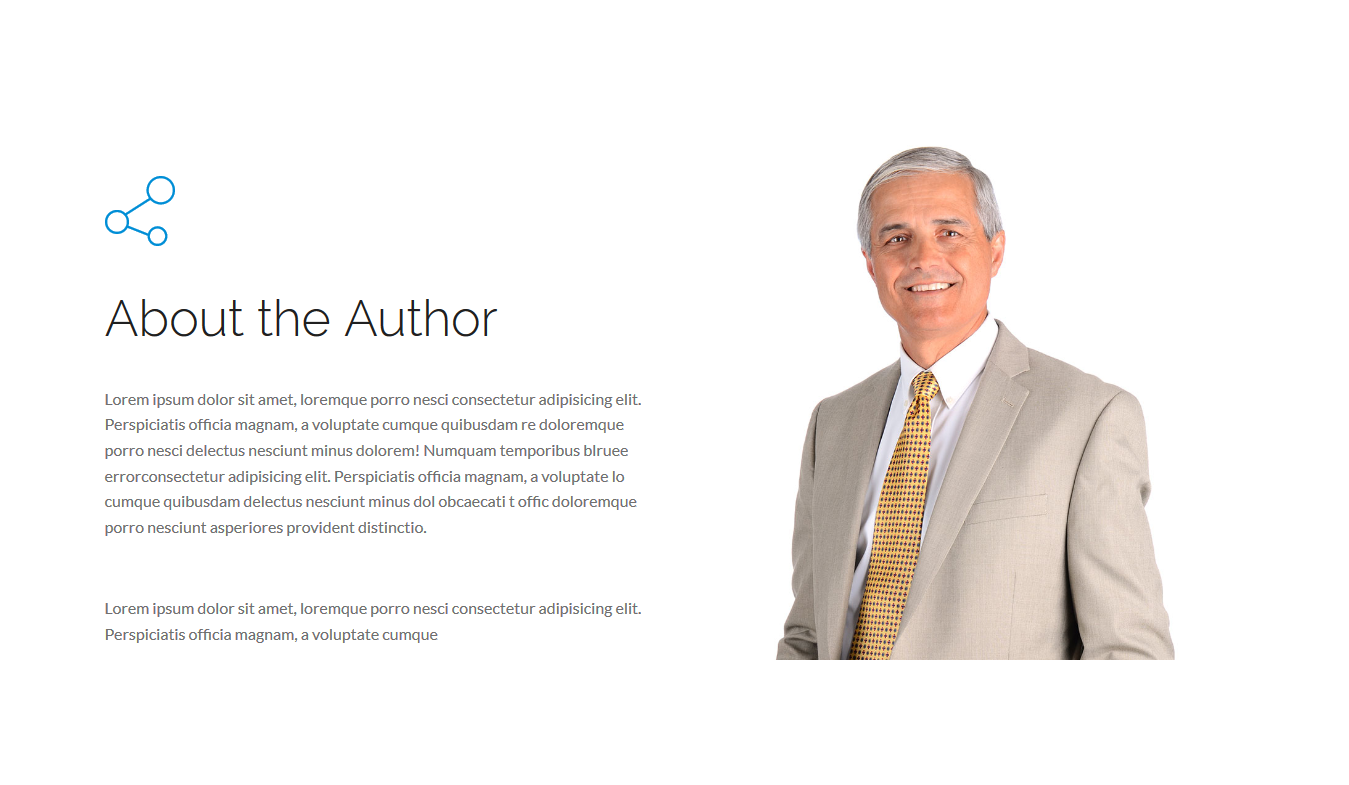 About the Author
Lorem ipsum dolor sit amet, loremque porro nesci consectetur adipisicing elit.
Perspiciatis officia magnam, a voluptate cumque quibusdam re doloremque
porro nesci delectus nesciunt minus dolorem! Numquam temporibus blruee
errorconsectetur adipisicing elit. Perspiciatis officia magnam, a voluptate lo
cumque quibusdam delectus nesciunt minus dol obcaecati t offic doloremque
porro nesciunt asperiores provident distinctio.
Lorem ipsum dolor sit amet, loremque porro nesci consectetur adipisicing elit.
Perspiciatis officia magnam, a voluptate cumque